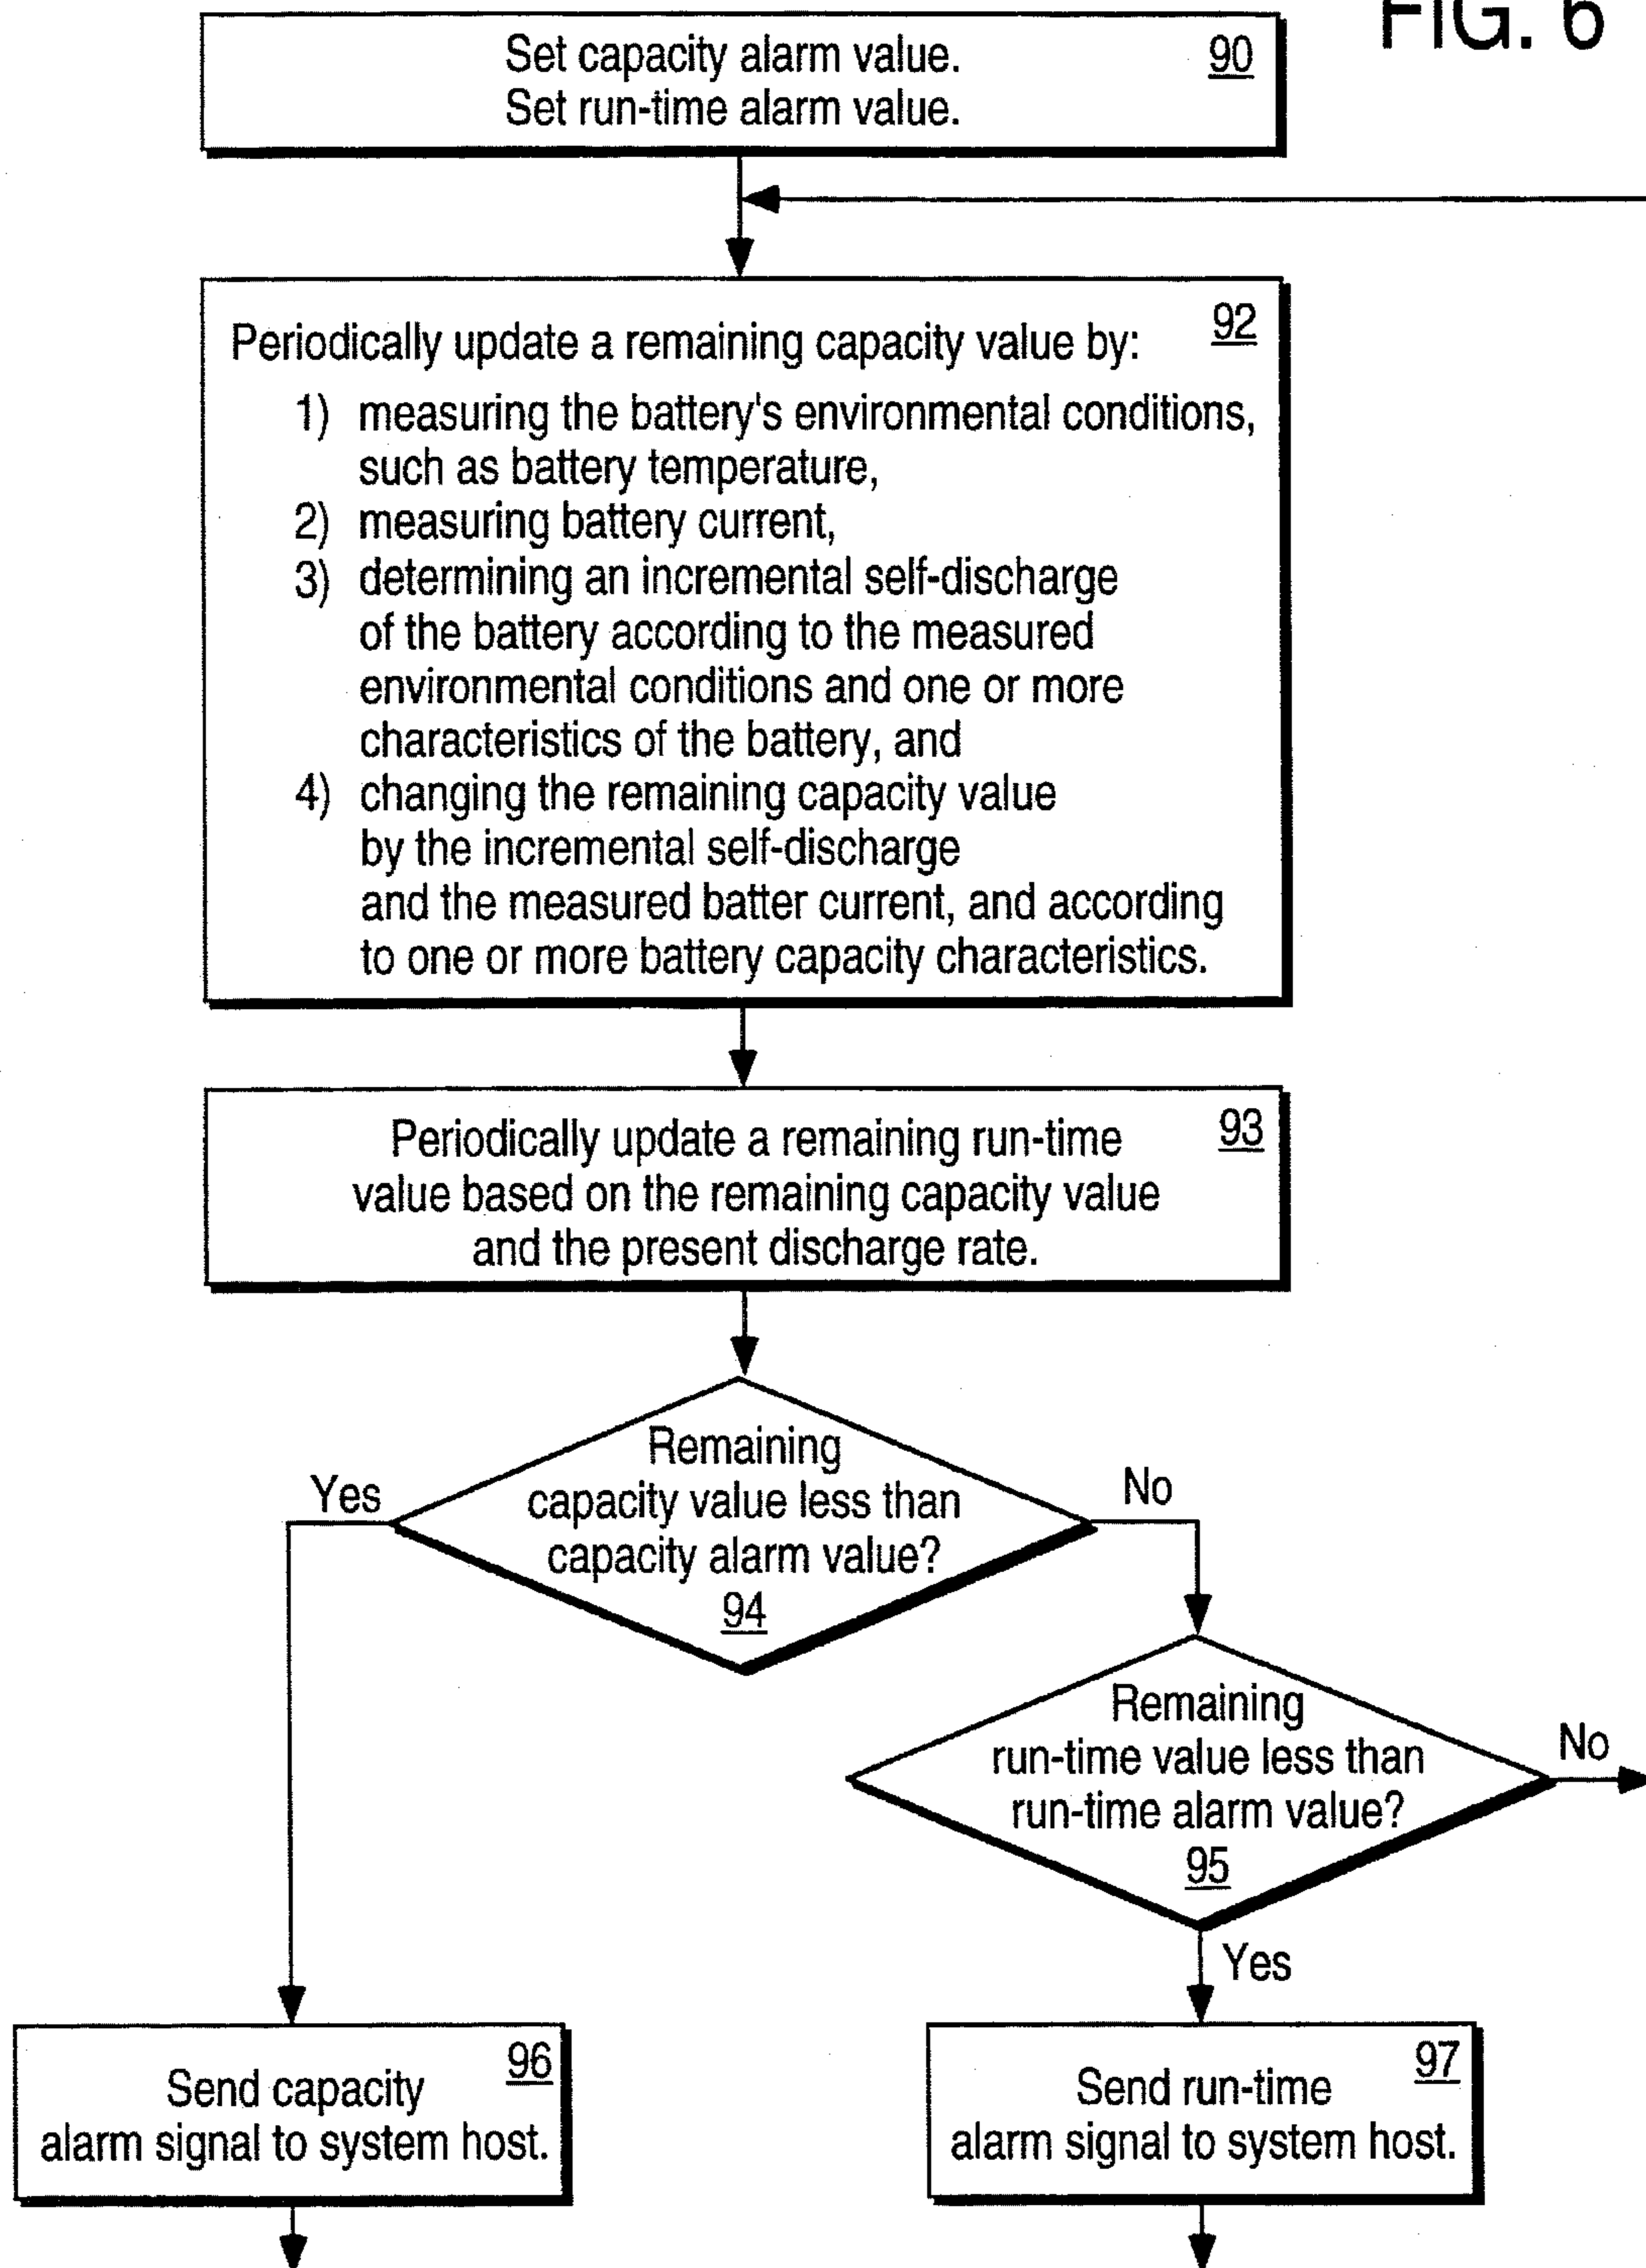 FIG. 6
Set capacity alarm value. 90
Set run-time alarm value.
Periodically update a remaining capacity value by: 92
1) measuring the battery's environmental conditions,
such as battery temperature,
2) measuring battery current,
3) determining an incremental self-discharge
of the battery according to the measured
environmental conditions and one or more
characteristics of the battery, and
4) changing the remaining capacity value
by the incremental self-discharge
and the measured batter current, and according
to one or more battery capacity characteristics.
Periodically update a remaining run-time 93
value based on the remaining capacity value
and the present discharge rate.
Remaining
capacity value less than
capacity alarm value?
94
Yes
No
Remaining
run-time value less than
run-time alarm value?
95
No
Yes
96
Send capacity
alarm signal to system host.
97
Send run-time
alarm signal to system host.